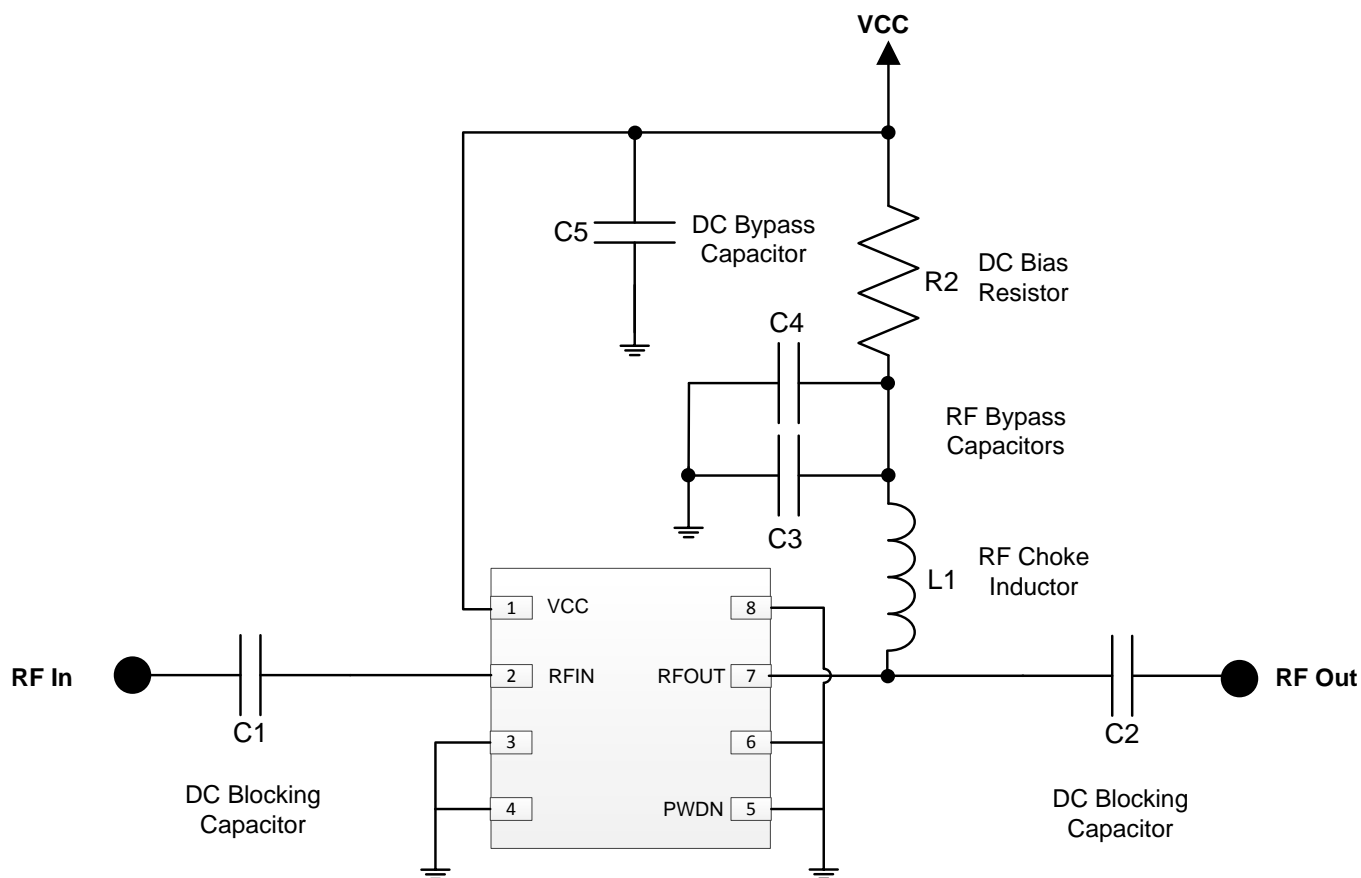 VCC
C5
DC Bypass
Capacitor
R2
DC Bias
Resistor
C4
RF Bypass
Capacitors
C3
L1
RF Choke
Inductor
1
VCC
8
RF In
2
RFIN
RFOUT
7
RF Out
C1
3
6
C2
DC Blocking
Capacitor
4
PWDN
5
DC Blocking
Capacitor